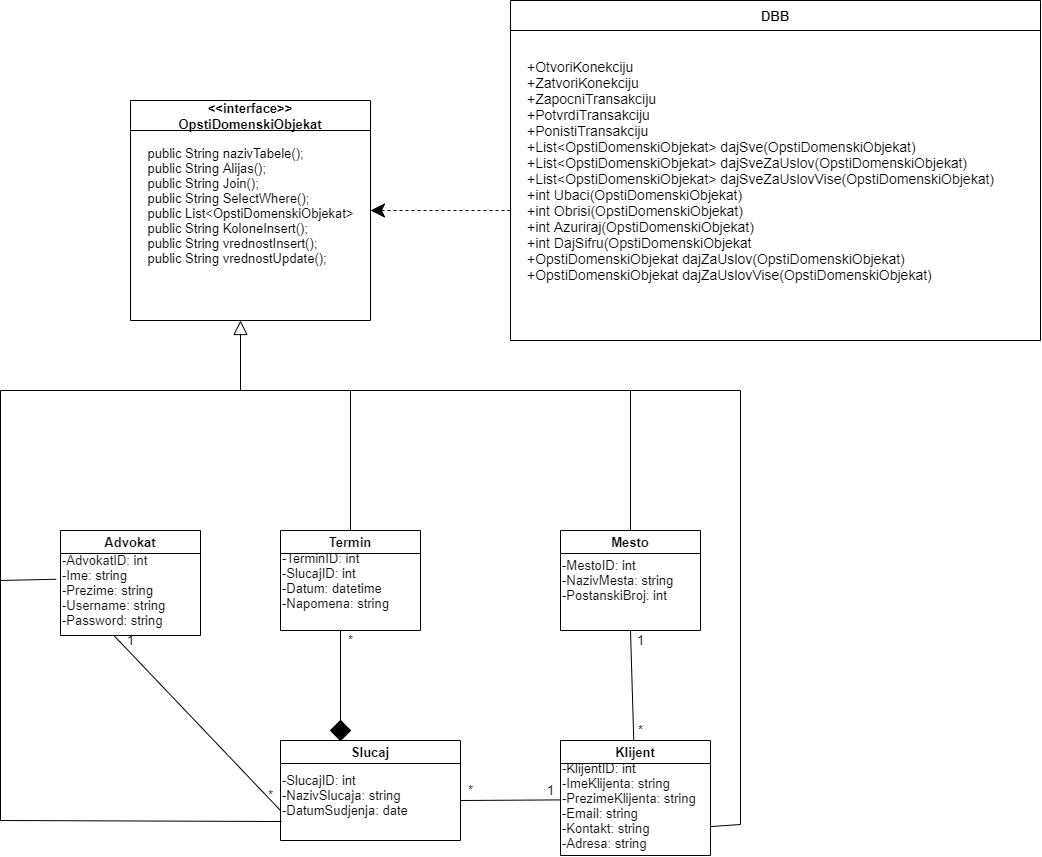 DBB
+OtvoriKonekciju
+ZatvoriKonekciju
+ZapocniTransakciju
+PotvrdiTransakciju
+PonistiTransakciju
+List<OpstiDomenskiObjekat> dajSve(OpstiDomenskiObjekat)
+List<OpstiDomenskiObjekat> dajSveZaUslov(OpstiDomenskiObjekat)
+List<OpstiDomenskiObjekat> dajSveZaUslovVise(OpstiDomenskiObjekat)
+int Ubaci(OpstiDomenskiObjekat)
+int Obrisi(OpstiDomenskiObjekat)
+int Azuriraj(OpstiDomenskiObjekat)
+int DajSifru(OpstiDomenskiObjekat
+OpstiDomenskiObjekat dajZaUslov(OpstiDomenskiObjekat)
+OpstiDomenskiObjekat dajZaUslovVise(OpstiDomenskiObjekat)
<<interface>>
OpstiDomenskiObjekat
public String nazivTabele();
public String Alijas();
public String Join();
public String SelectWhere();
public List<OpstiDomenskiObjekat>
public String KoloneInsert();
public String vrednostInsert();
public String vrednostUpdate();
Advokat
-AdvokatID: int
-Ime: string
-Prezime: string
-Username: string
-Password: string
1
Termin
-TerminID: int
-SlucajID: int
-Datum: datetime
-Napomena: string
*
Mesto
-MestoID: int
-NazivMesta: string
-PostanskiBroj: int
1
*
Slucaj
-SlucajID: int
-NazivSlucaja: string
-DatumSudjenja: date
*
*
1
Klijent
-KlijentID: int
-ImeKlijenta: string
-PrezimeKlijenta: string
-Email: string
-Kontakt: string
-Adresa: string